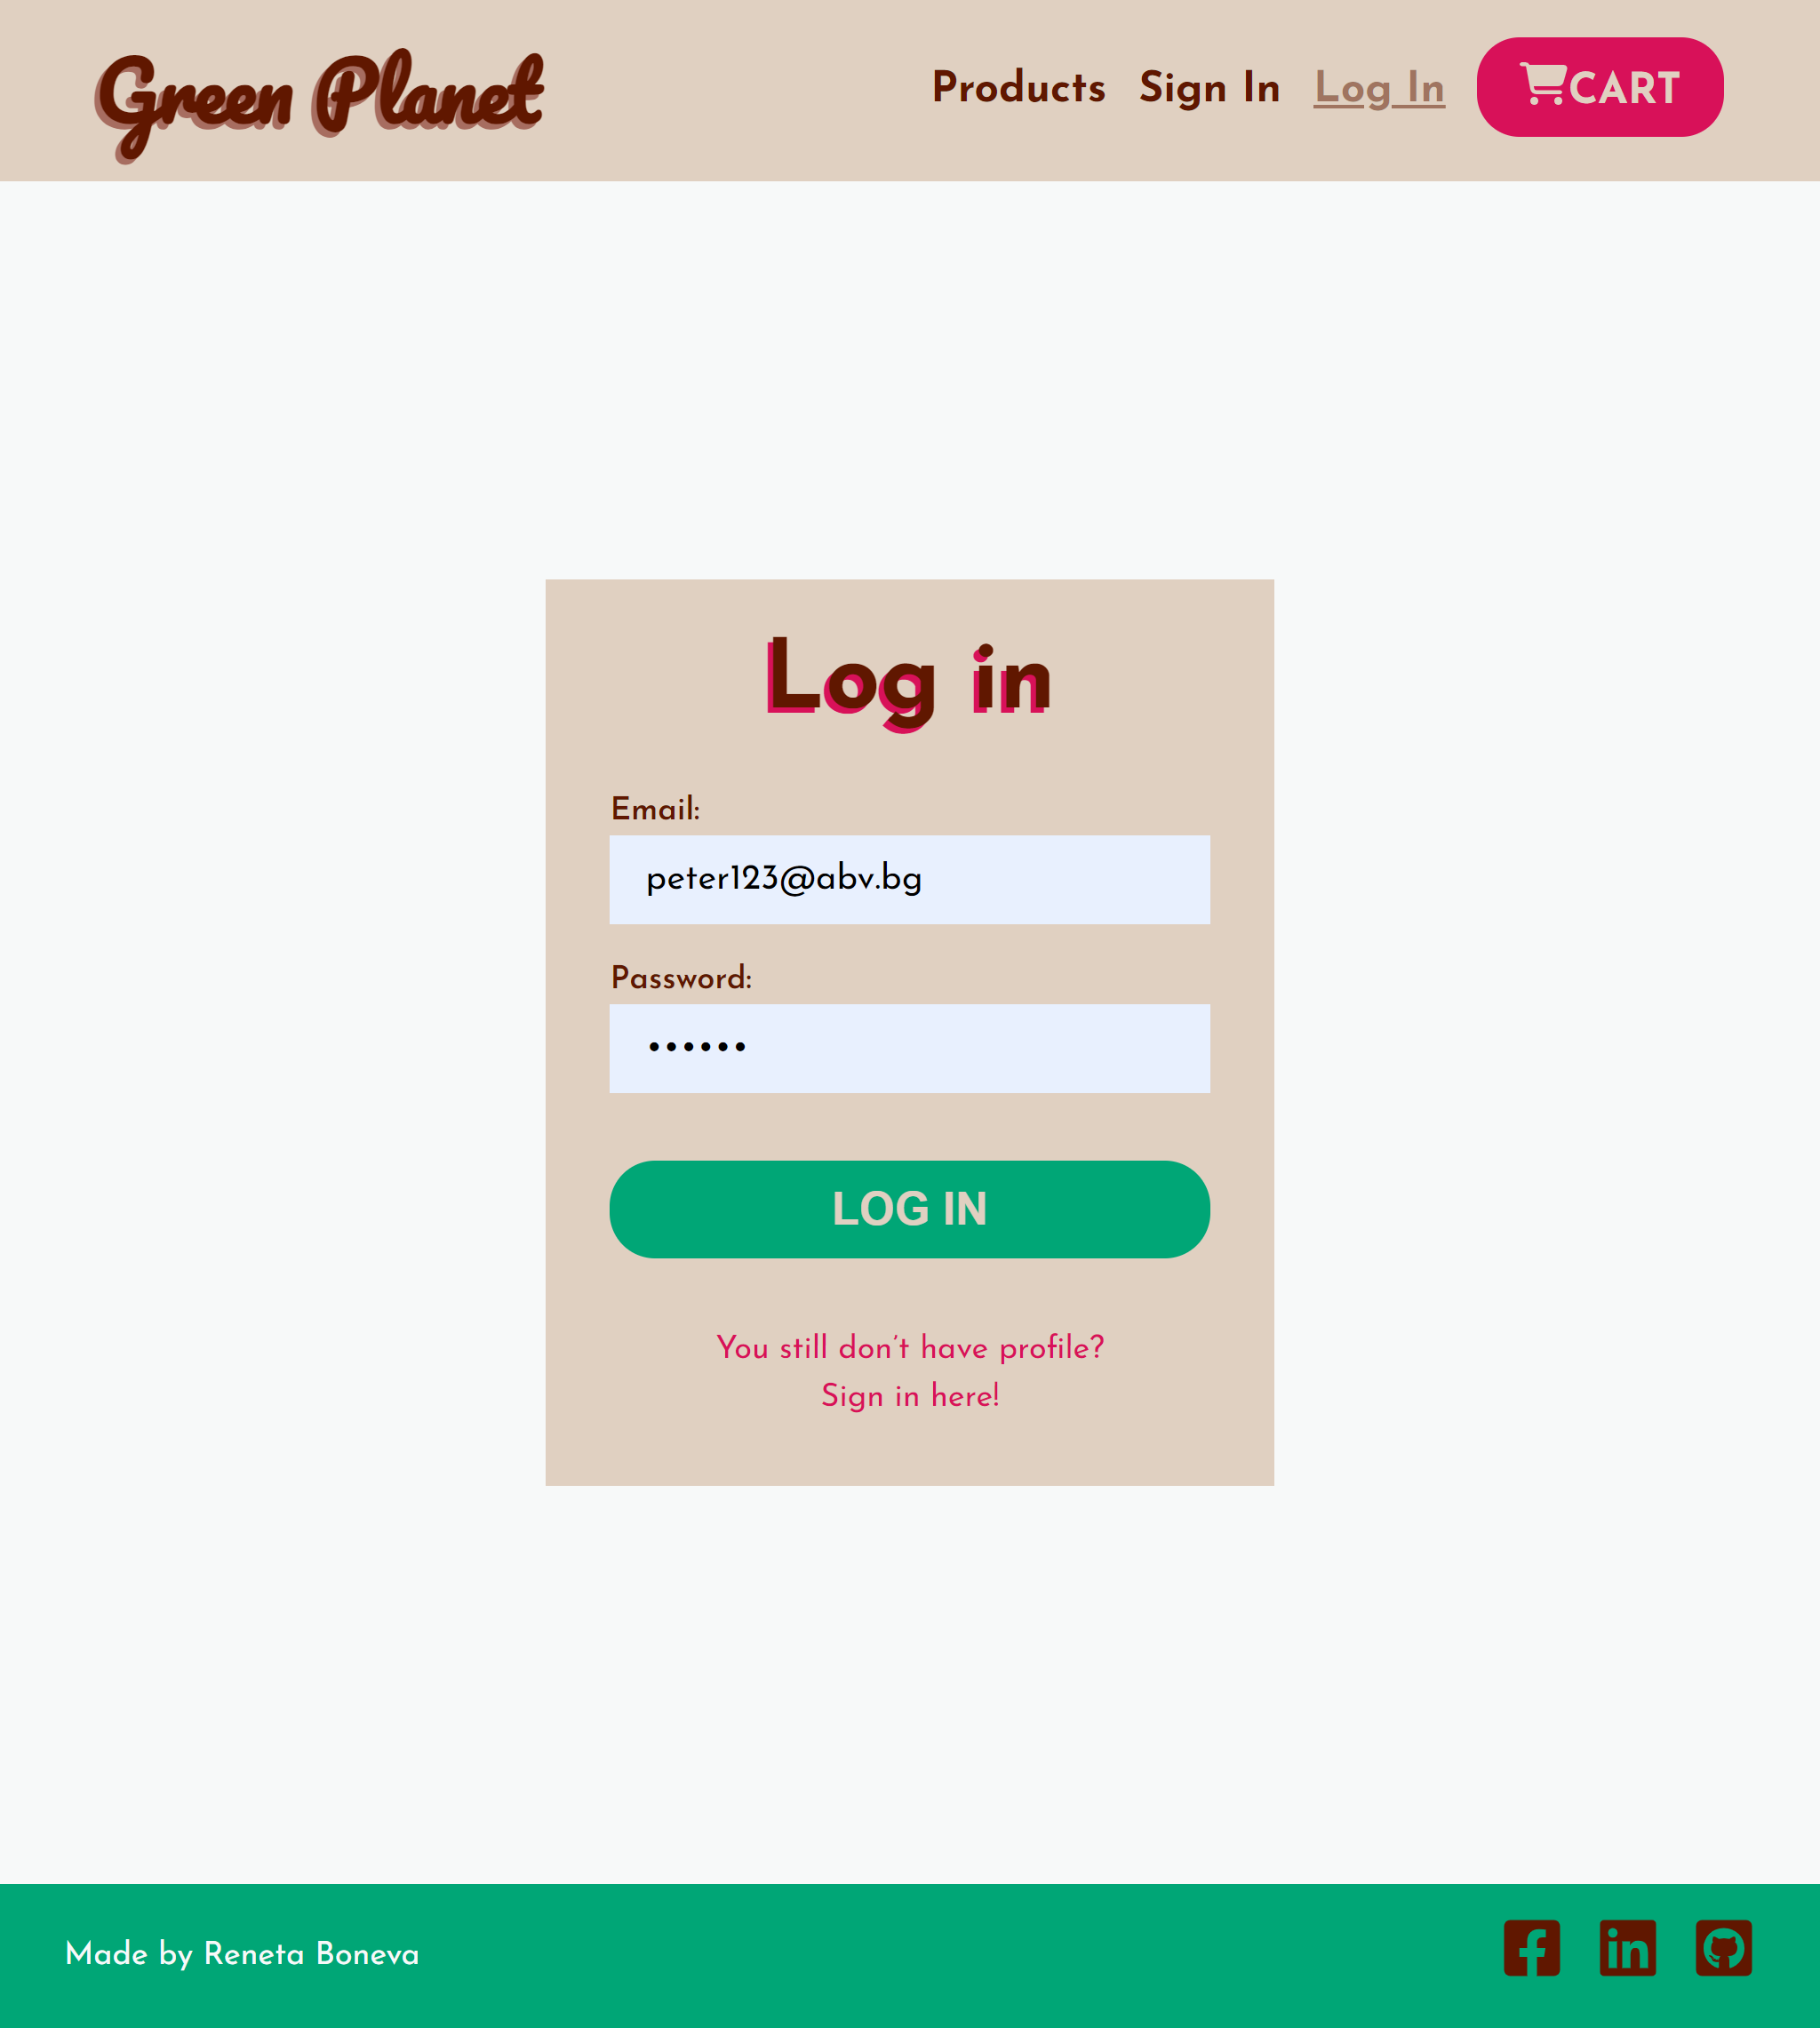 Green Planet
Products Sign In Log In CART
Log in
Email:
peter123@abv.bg
Password:
••••••
LOG IN
You still don't have profile?
Sign in here!
Made by Reneta Boneva